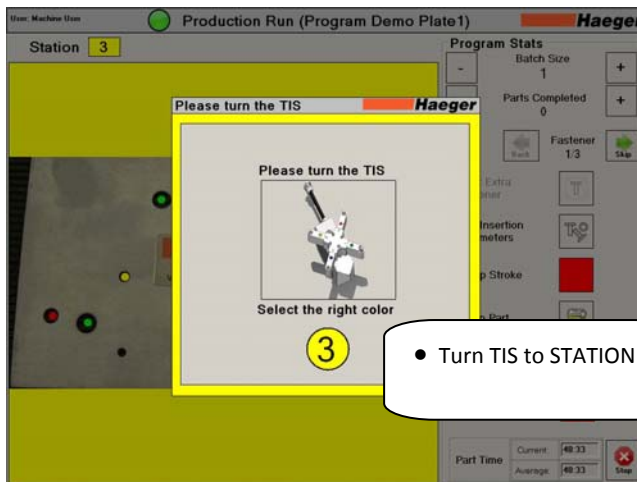 User: Machine User
Production Run (Program Demo Plate1)
Haeger
Station 3
Program Stats
Batch Size
- 1 +
Parts Completed
0 +
Back
Fastener
1/3
Skip
Extra
Insertion
Stroke
Part
Please turn the TIS
Haeger
Please turn the TIS
Select the right color
3
• Turn TIS to STATION
Part Time
Current 48:33
Average 48:33
Stop